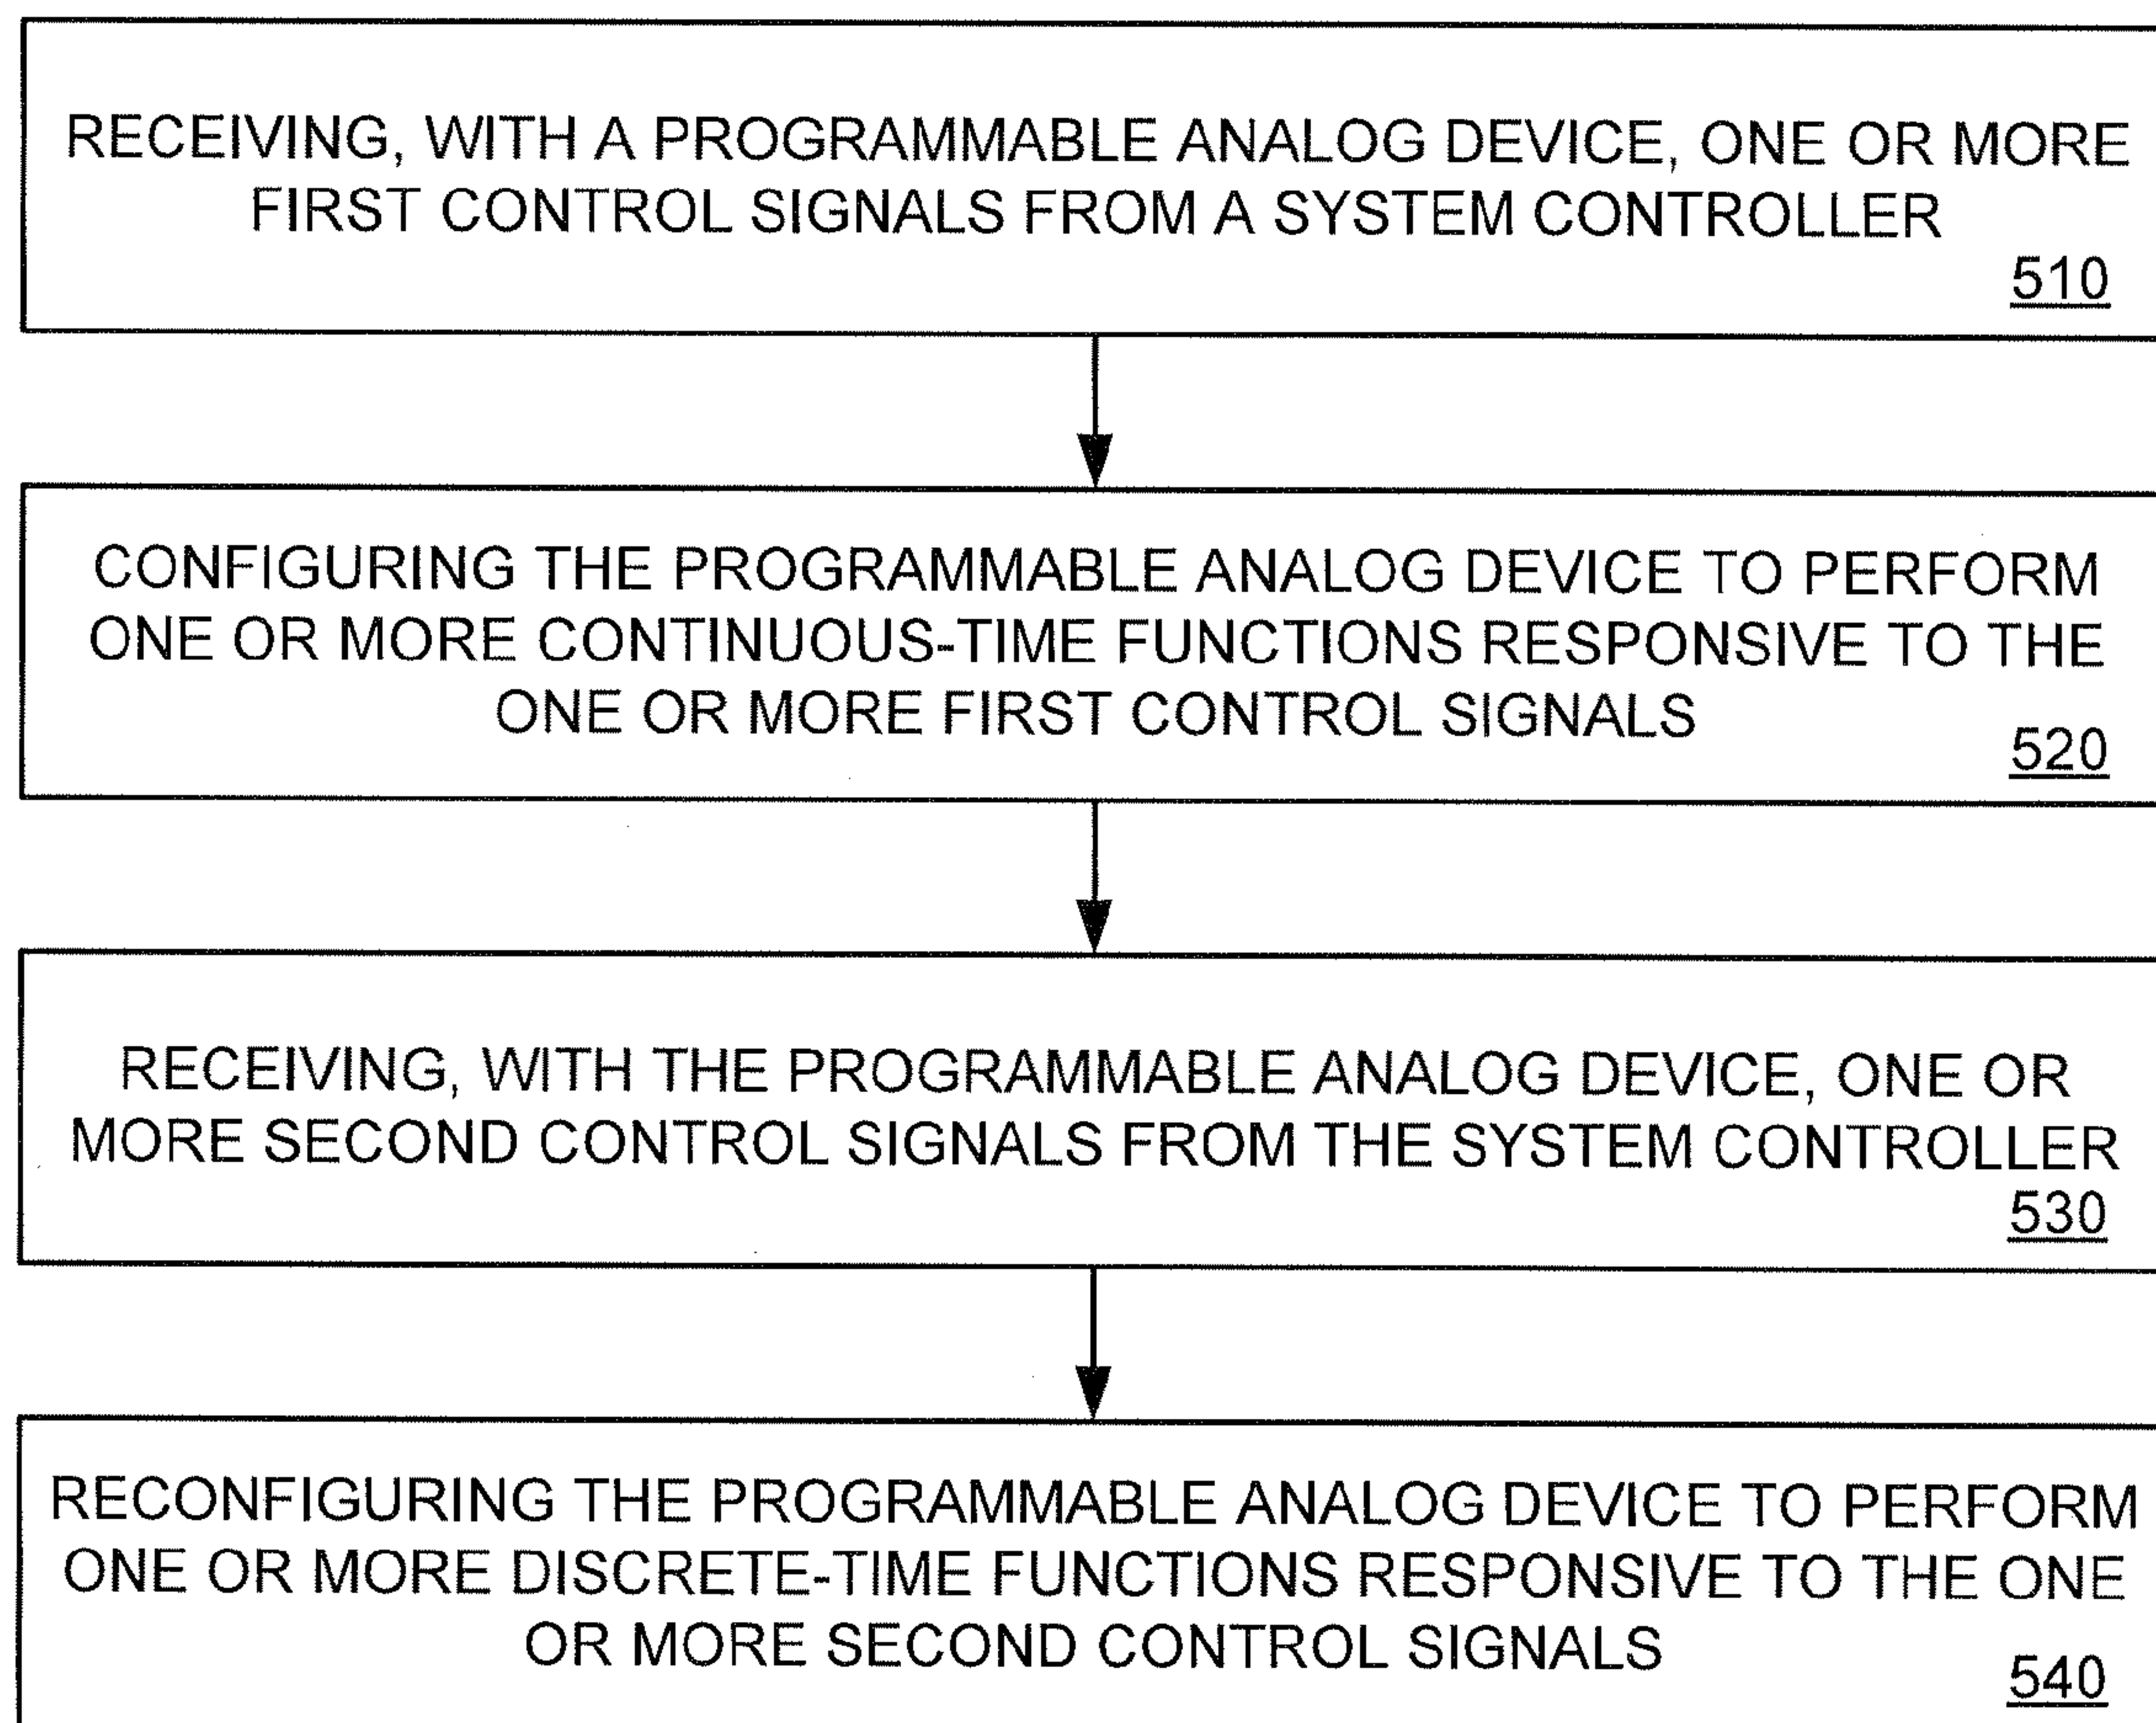 RECEIVING, WITH A PROGRAMMABLE ANALOG DEVICE, ONE OR MORE
FIRST CONTROL SIGNALS FROM A SYSTEM CONTROLLER
510
CONFIGURING THE PROGRAMMABLE ANALOG DEVICE TO PERFORM
ONE OR MORE CONTINUOUS-TIME FUNCTIONS RESPONSIVE TO THE
ONE OR MORE FIRST CONTROL SIGNALS
520
RECEIVING, WITH THE PROGRAMMABLE ANALOG DEVICE, ONE OR
MORE SECOND CONTROL SIGNALS FROM THE SYSTEM CONTROLLER
530
RECONFIGURING THE PROGRAMMABLE ANALOG DEVICE TO PERFORM
ONE OR MORE DISCRETE-TIME FUNCTIONS RESPONSIVE TO THE ONE
OR MORE SECOND CONTROL SIGNALS
540